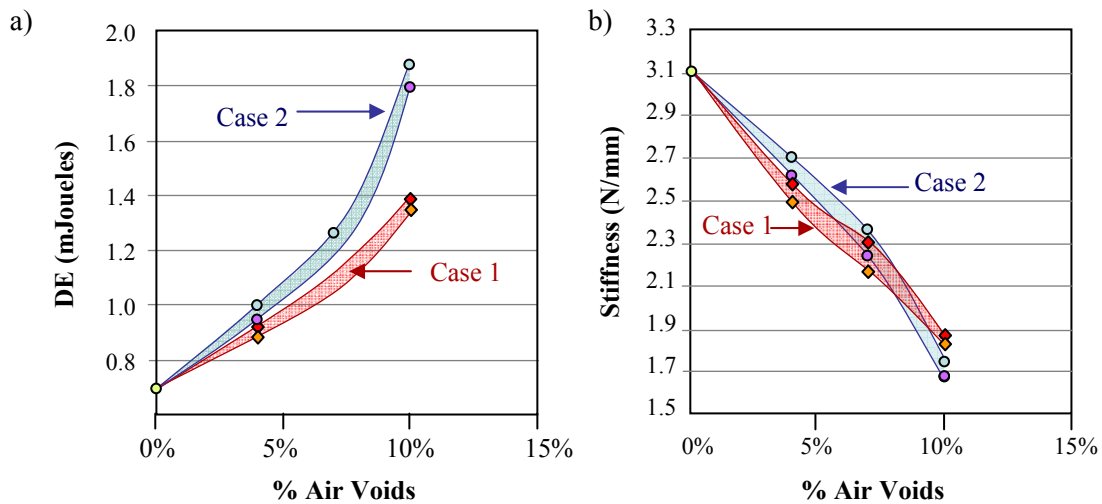 a)
2.0
1.8
1.6
1.4
1.2
1.0
0.8
DE (mJoueles)
Case 2
Case 1
0%
5%
10%
15%
% Air Voids
b)
3.3
3.1
2.9
2.7
2.5
2.3
2.1
1.9
1.7
1.5
Stiffness (N/mm)
Case 2
Case 1
0%
5%
10%
15%
% Air Voids